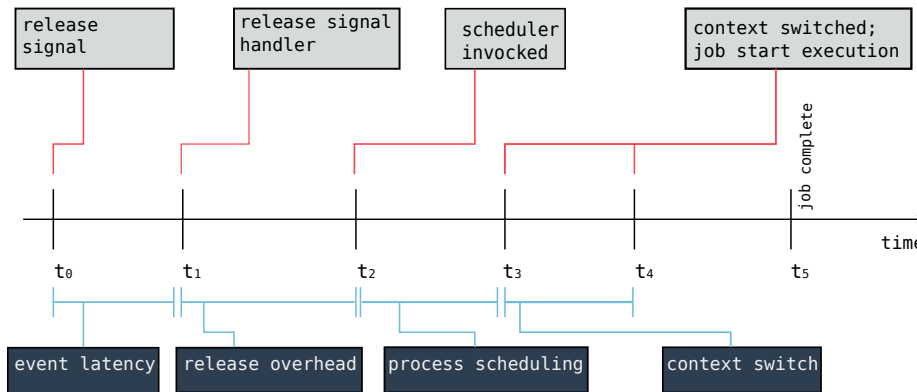 release
signal
release signal
handler
scheduler
invocked
context switched;
job start execution
job complete
time
t0
t1
t2
t3
t4
t5
event latency
release overhead
process scheduling
context switch